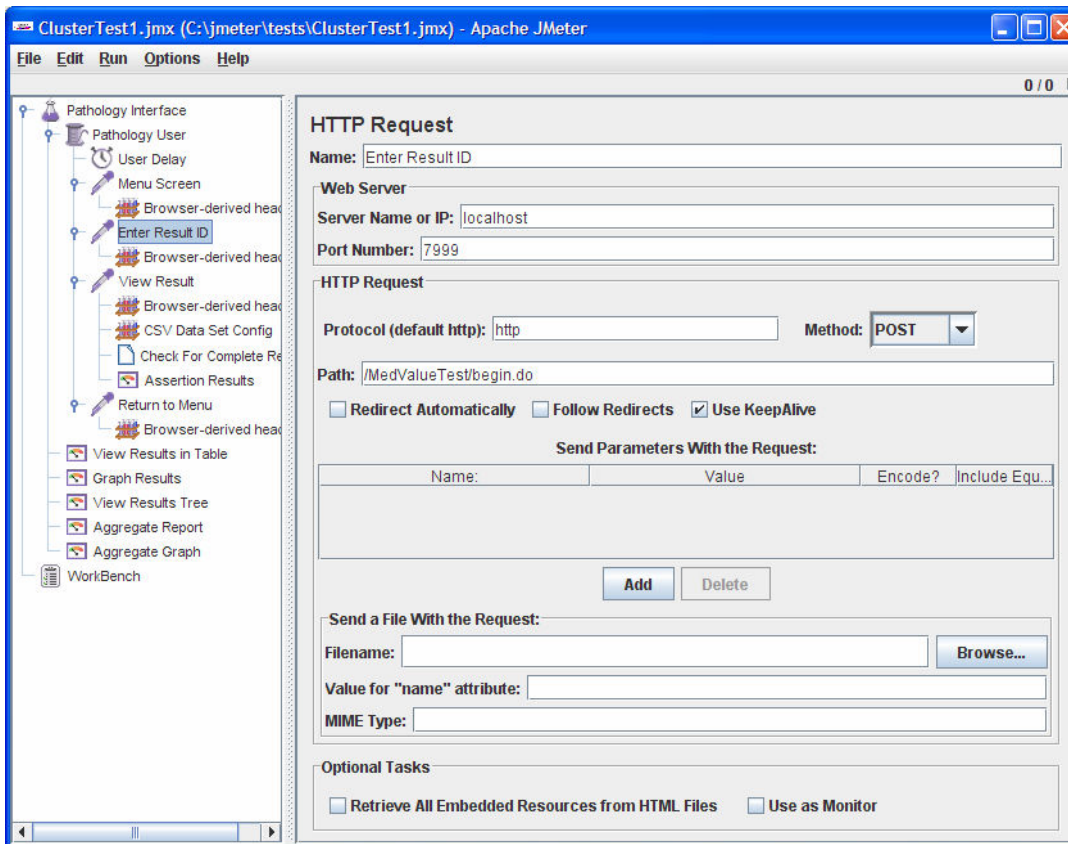 ClusterTest1.jmx (C:\jmeter\tests\ClusterTest1.jmx) - Apache JMeter
File Edit Run Options Help
0 / 0
Pathology Interface
Pathology User
User Delay
Menu Screen
Browser-derived head
Enter Result ID
Browser-derived head
View Result
Browser-derived head
CSV Data Set Config
Check For Complete Re
Assertion Results
Return to Menu
Browser-derived head
View Results in Table
Graph Results
View Results Tree
Aggregate Report
Aggregate Graph
WorkBench
HTTP Request
Name: Enter Result ID
Web Server
Server Name or IP: localhost
Port Number: 7999
HTTP Request
Protocol (default http): http Method: POST
Path: /MedValueTest/begin.do
Redirect Automatically Follow Redirects Use KeepAlive
Send Parameters With the Request:
Name: Value Encode? Include Equ...
Add Delete
Send a File With the Request:
Filename: Browse...
Value for "name" attribute:
MIME Type:
Optional Tasks
Retrieve All Embedded Resources from HTML Files Use as Monitor